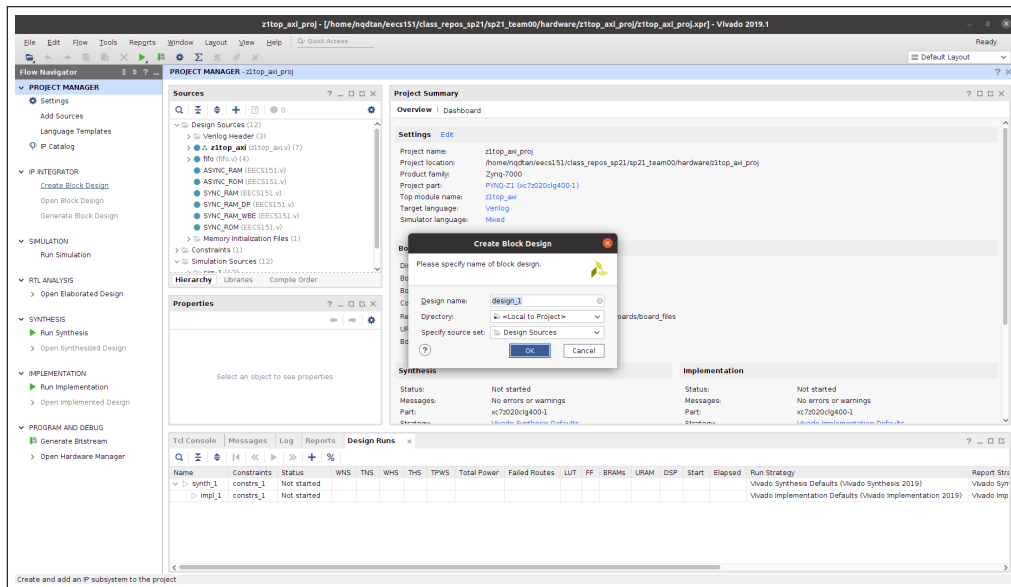 z1top_axi_proj - [/home/nqdtan/eecs151/class_repos_sp21/sp21_team00/hardware/z1top_axi_proj/z1top_axi_proj.xpr] - Vivado 2019.1
File Edit Flow Tools Reports Window Layout View Help Q- Quick Access
Ready
Default Layout
Flow Navigator
PROJECT MANAGER
Settings
Add Sources
Language Templates
IP Catalog
IP INTEGRATOR
Create Block Design
Open Block Design
Generate Block Design
SIMULATION
Run Simulation
RTL ANALYSIS
Open Elaborated Design
SYNTHESIS
Run Synthesis
Open Synthesized Design
IMPLEMENTATION
Run Implementation
Open Implemented Design
PROGRAM AND DEBUG
Generate Bitstream
Open Hardware Manager
PROJECT MANAGER - z1top_axi_proj
Sources
0
Design Sources (12)
Verilog Header (3)
z1top_axi (z1top_axi.v) (7)
fifo (fifo.v) (4)
ASYNC_RAM (EECS151.v)
ASYNC_ROM (EECS151.v)
SYNC_RAM (EECS151.v)
SYNC_RAM_DP (EECS151.v)
SYNC_RAM_WBE (EECS151.v)
SYNC_ROM (EECS151.v)
Memory Initialization Files (1)
Constraints (1)
Simulation Sources (12)
Hierarchy Libraries Compile Order
Properties
Select an object to see properties
Project Summary
Overview | Dashboard
Settings Edit
Project name: z1top_axi_proj
Project location: /home/nqdtan/eecs151/class_repos_sp21/sp21_team00/hardware/z1top_axi_proj
Product family: Zynq-7000
Project part: PYNQ-Z1 (xc7z020clg400-1)
Top module name: z1top_axi
Target language: Verilog
Simulator language: Mixed
Create Block Design
Please specify name of block design.
Design name: design_1
Directory: <Local to Project>
Specify source set: Design Sources
OK Cancel
ards/board_files
Synthesis
Status: Not started
Messages: No errors or warnings
Part: xc7z020clg400-1
Strategy: Vivado Synthesis Defaults
Implementation
Status: Not started
Messages: No errors or warnings
Part: xc7z020clg400-1
Strategy: Vivado Implementation Defaults
Tcl Console Messages Log Reports Design Runs
Name Constraints Status WNS TNS WHS THS TPWS Total Power Failed Routes LUT FF BRAMs URAM DSP Start Elapsed Run Strategy Report Stra
synth_1 constrs_1 Not started Vivado Synthesis Defaults (Vivado Synthesis 2019) Vivado Syn
impl_1 constrs_1 Not started Vivado Implementation Defaults (Vivado Implementation 2019) Vivado Imp
Create and add an IP subsystem to the project